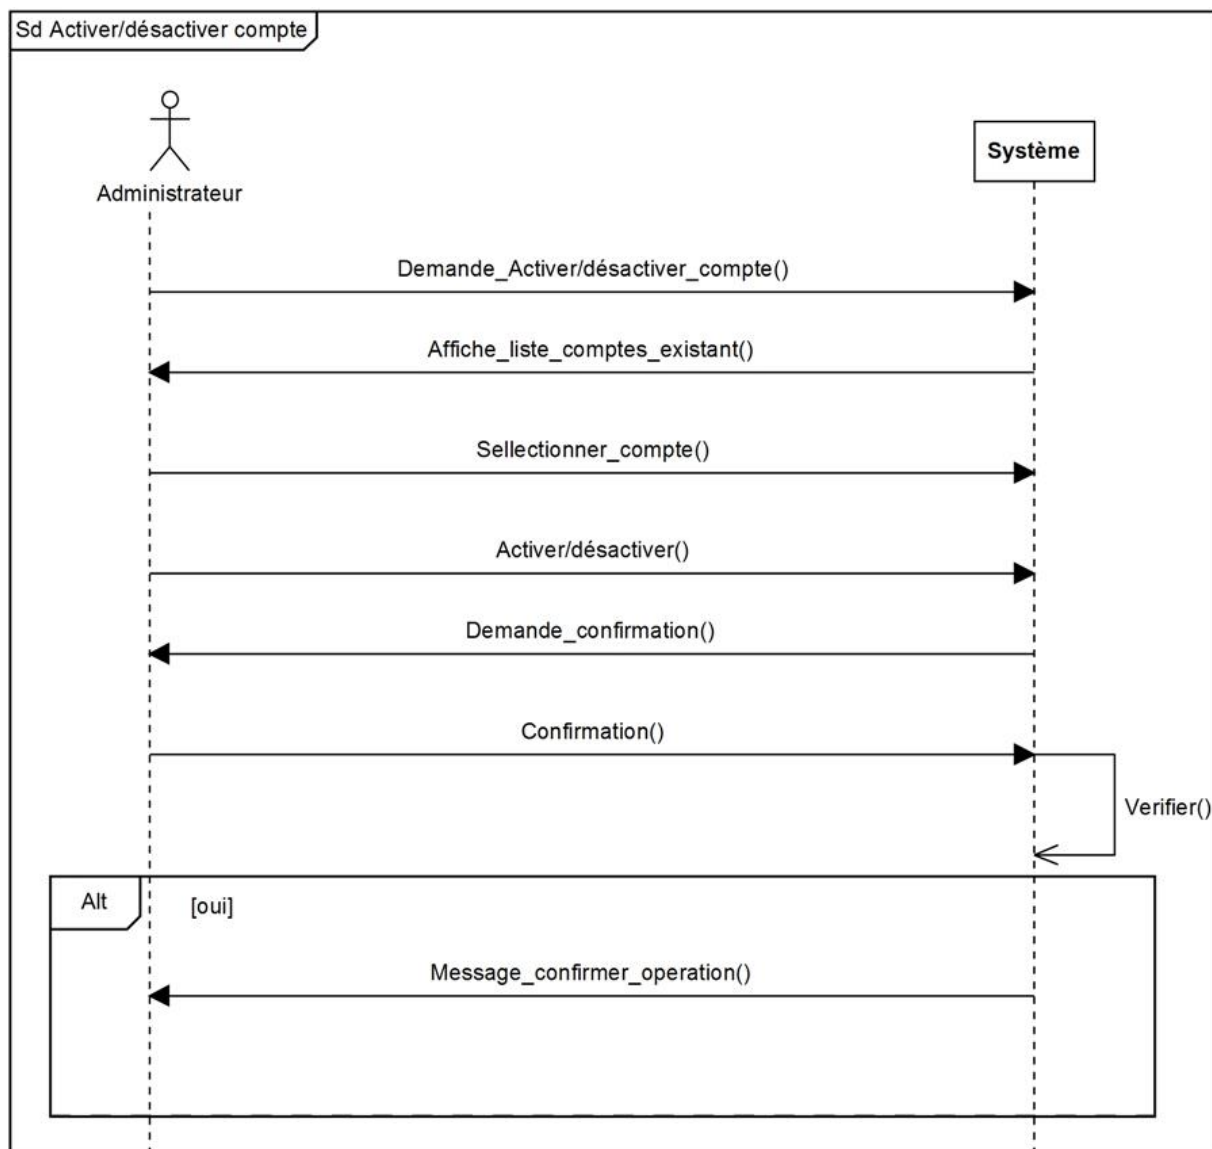 Sd Activer/désactiver compte
Administrateur
Système
Demande_Activer/désactiver_compte()
Affiche_liste_comptes_existant()
Sellectionner_compte()
Activer/désactiver()
Demande_confirmation()
Confirmation()
Verifier()
Alt
[oui]
Message_confirmer_operation()